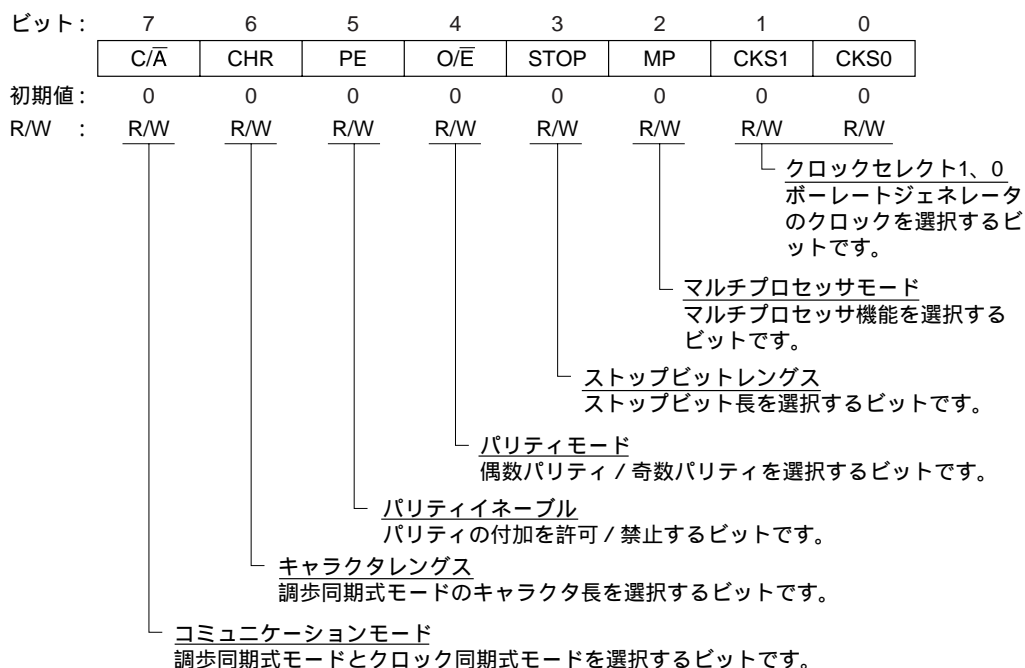 ビット: 7 6 5 4 3 2 1 0
C/A̅ CHR PE O/E̅ STOP MP CKS1 CKS0
初期値: 0 0 0 0 0 0 0 0
R/W : R/W R/W R/W R/W R/W R/W R/W R/W
クロックセレクト1、0
ボーレートジェネレータ
のクロックを選択するビ
ットです。
マルチプロセッサモード
マルチプロセッサ機能を選択する
ビットです。
ストップビットレングス
ストップビット長を選択するビットです。
パリティモード
偶数パリティ / 奇数パリティを選択するビットです。
パリティイネーブル
パリティの付加を許可 / 禁止するビットです。
キャラクタレングス
調歩同期式モードのキャラクタ長を選択するビットです。
コミュニケーションモード
調歩同期式モードとクロック同期式モードを選択するビットです。